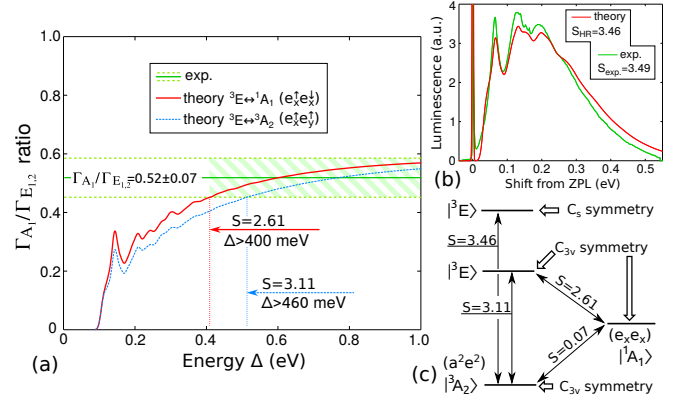 1.0
0.8
0.6
0.4
0.2
0
Γ_A₁/Γ_E₁,₂ ratio
exp.
theory ³E↔¹A₁ (e↑ₓe↓ₓ)
theory ³E↔³A₂ (e↑ₓe↑ᵧ)
Γ_A₁/Γ_E₁,₂=0.52±0.07
S=2.61
Δ>400 meV
S=3.11
Δ>460 meV
0 0.2 0.4 0.6 0.8 1.0
(a) Energy Δ (eV)
4
3
2
1
0
Luminescence (a.u.)
theory
S_HR=3.46
exp.
S_exp.=3.49
0 0.1 0.2 0.3 0.4 0.5
(b) Shift from ZPL (eV)
|³E⟩ Cₛ symmetry
S=3.46
C₃ᵥ symmetry
|³E⟩
S=3.11
S=2.61
(eₓeₓ)
|¹A₁⟩
S=0.07
(a²e²)
|³A₂⟩ C₃ᵥ symmetry
(c)